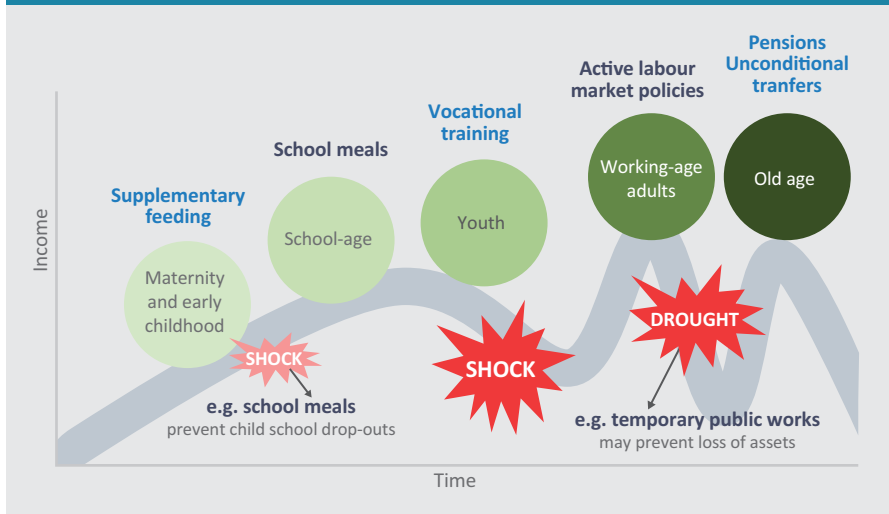 Pensions
Unconditional
tranfers
Active labour
market policies
Vocational
training
School meals
Supplementary
feeding
Working-age
adults
Old age
Youth
School-age
Maternity
and early
childhood
Income
SHOCK
SHOCK
DROUGHT
e.g. school meals
prevent child school drop-outs
e.g. temporary public works
may prevent loss of assets
Time